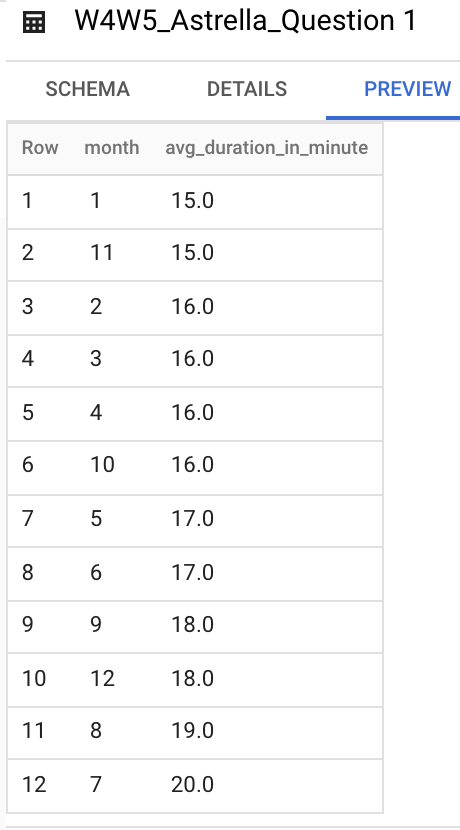 W4W5_Astrella_Question 1
SCHEMA DETAILS PREVIEW
Row month avg_duration_in_minute
1 1 15.0
2 11 15.0
3 2 16.0
4 3 16.0
5 4 16.0
6 10 16.0
7 5 17.0
8 6 17.0
9 9 18.0
10 12 18.0
11 8 19.0
12 7 20.0